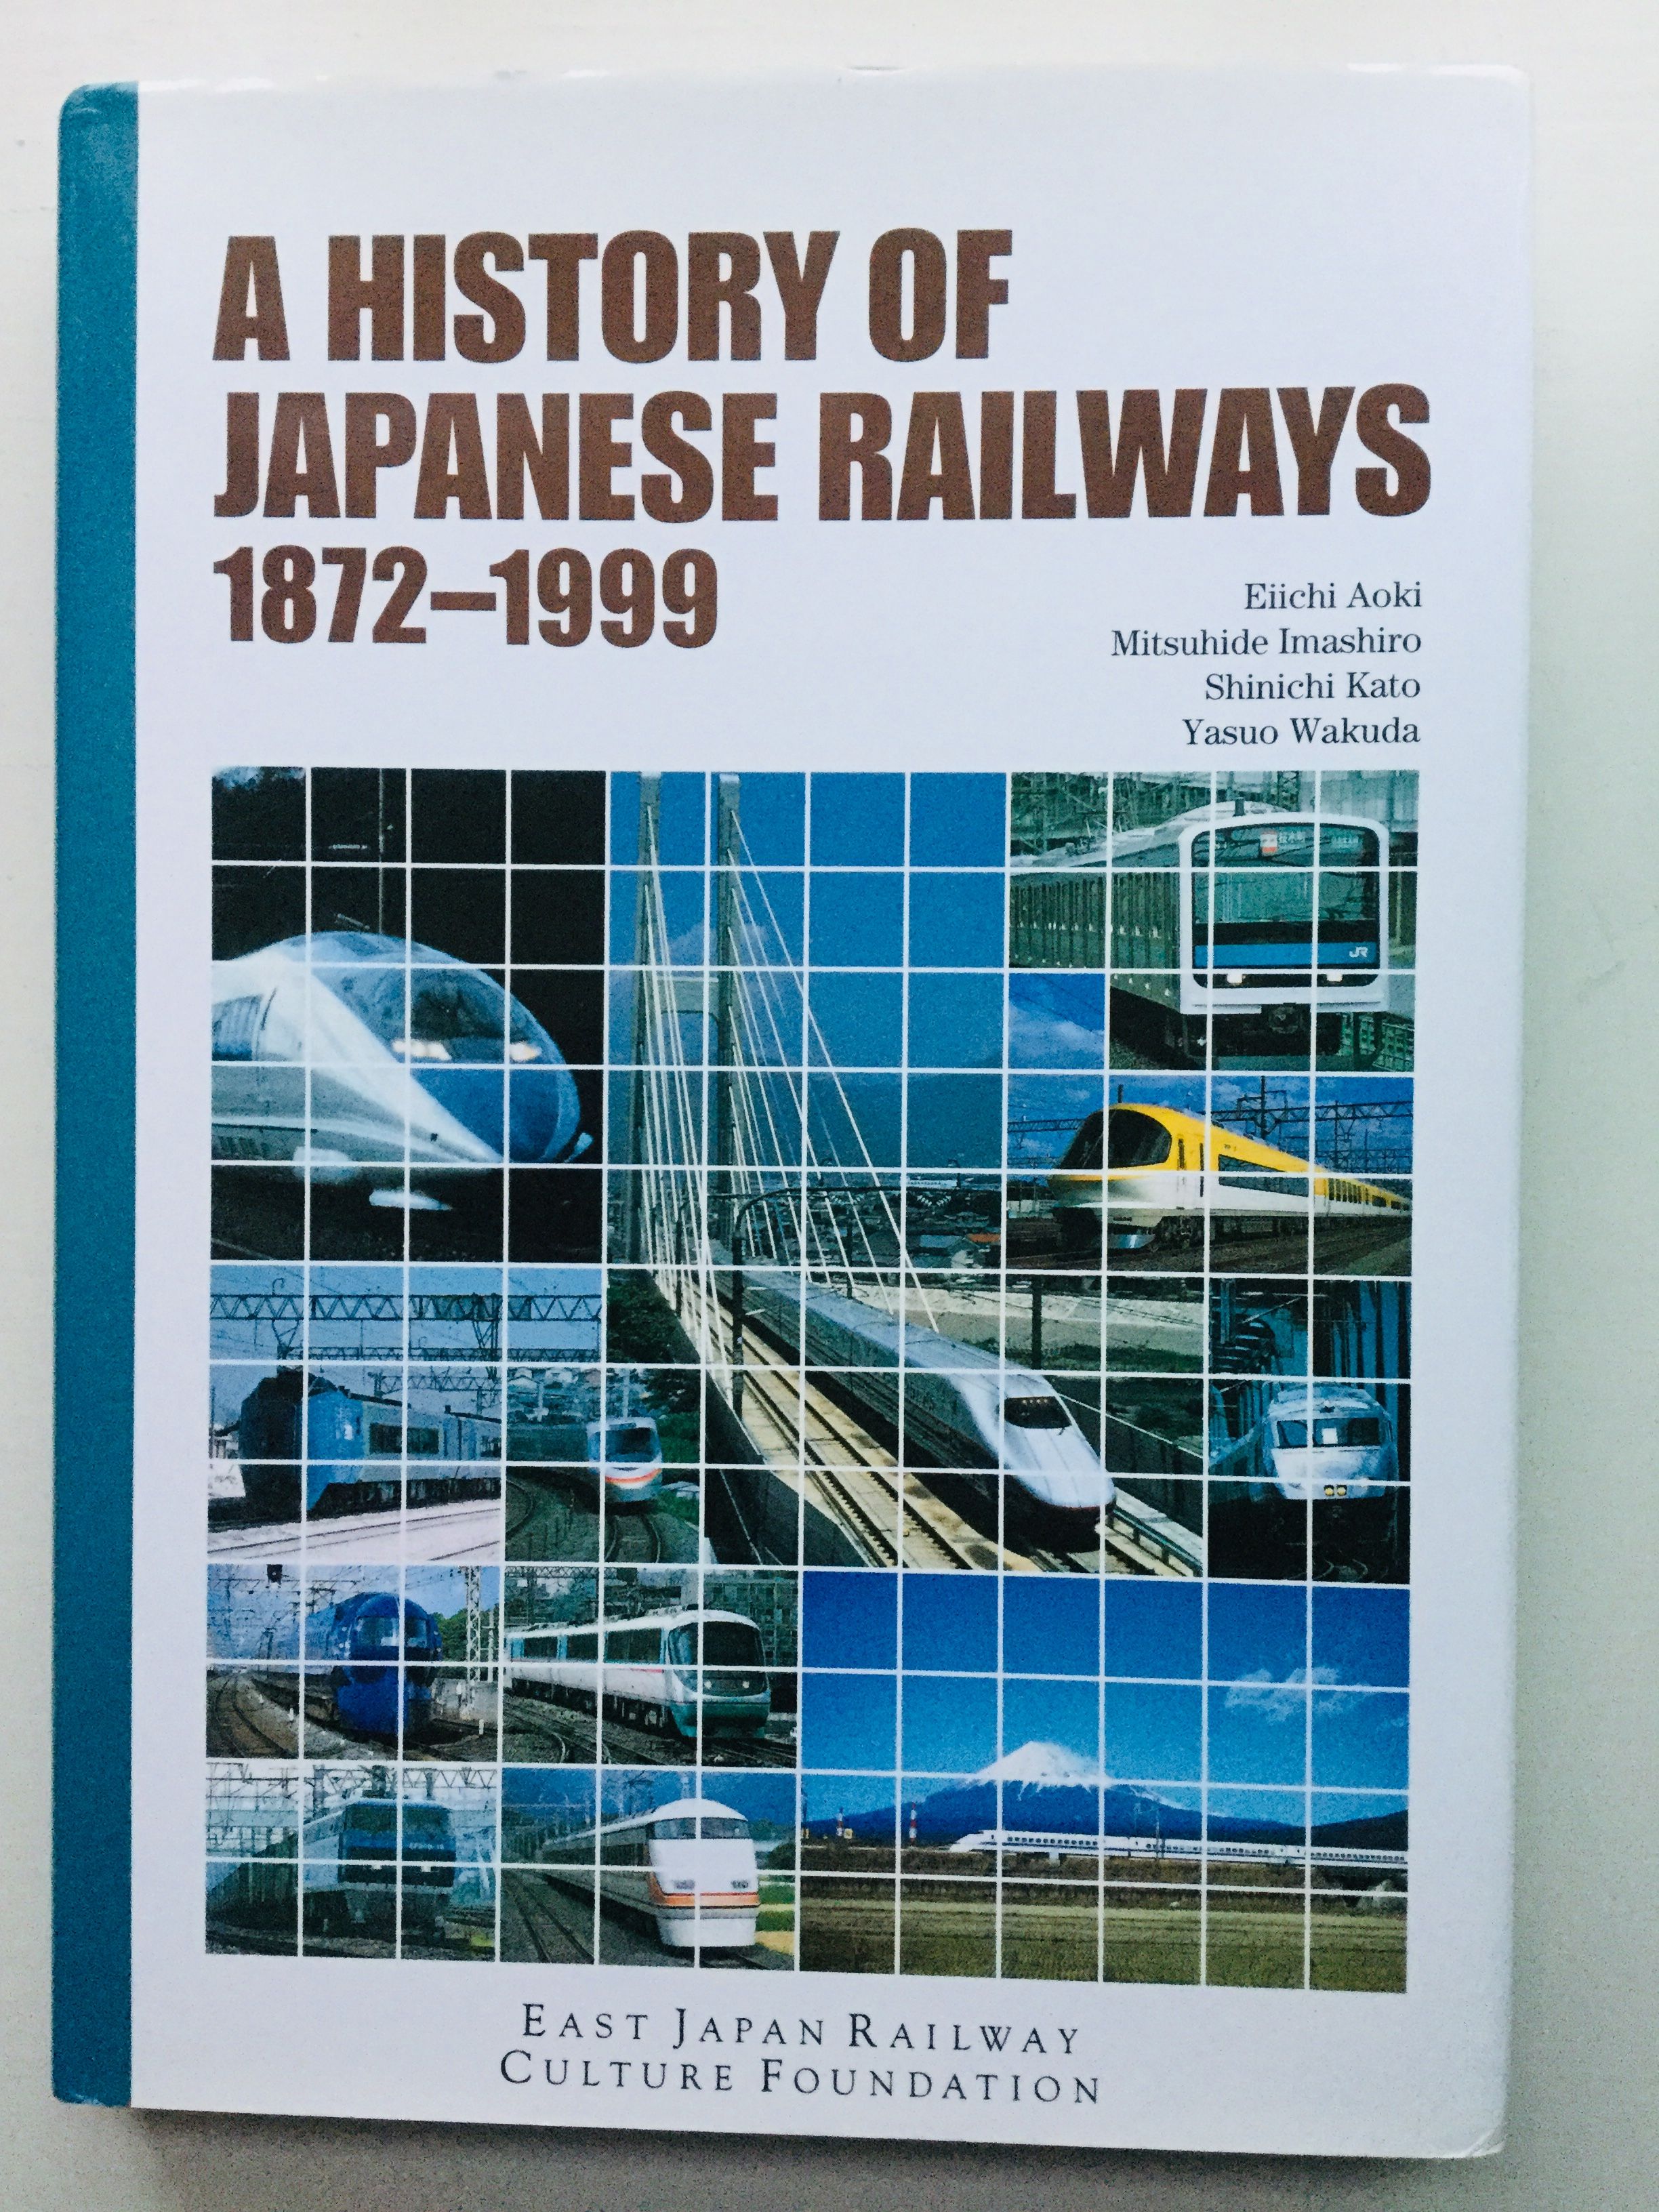 A HISTORY OF
JAPANESE RAILWAYS
1872–1999
Eiichi Aoki
Mitsuhide Imashiro
Shinichi Kato
Yasuo Wakuda
JR
EAST JAPAN RAILWAY
CULTURE FOUNDATION